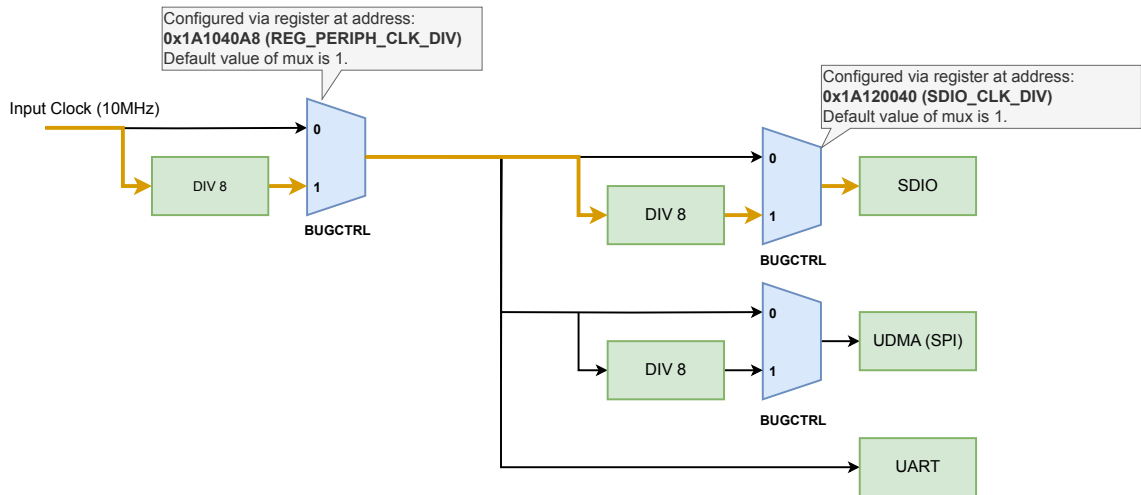 Configured via register at address:
0x1A1040A8 (REG_PERIPH_CLK_DIV)
Default value of mux is 1.
Configured via register at address:
0x1A120040 (SDIO_CLK_DIV)
Default value of mux is 1.
Input Clock (10MHz)
0
DIV 8
1
BUGCTRL
0
DIV 8
1
SDIO
BUGCTRL
0
UDMA (SPI)
DIV 8
1
BUGCTRL
UART